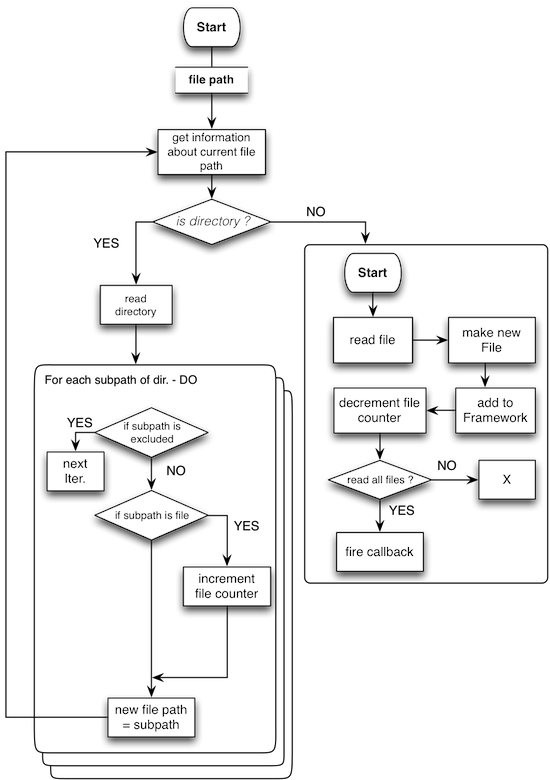 Start
file path
get information
about current file
path
is directory ?
NO
YES
read
directory
For each subpath of dir. - DO
if subpath is
excluded
YES
next
Iter.
NO
if subpath is file
YES
increment
file counter
new file path
= subpath
Start
read file
make new
File
add to
Framework
decrement file
counter
read all files ?
NO
X
YES
fire callback